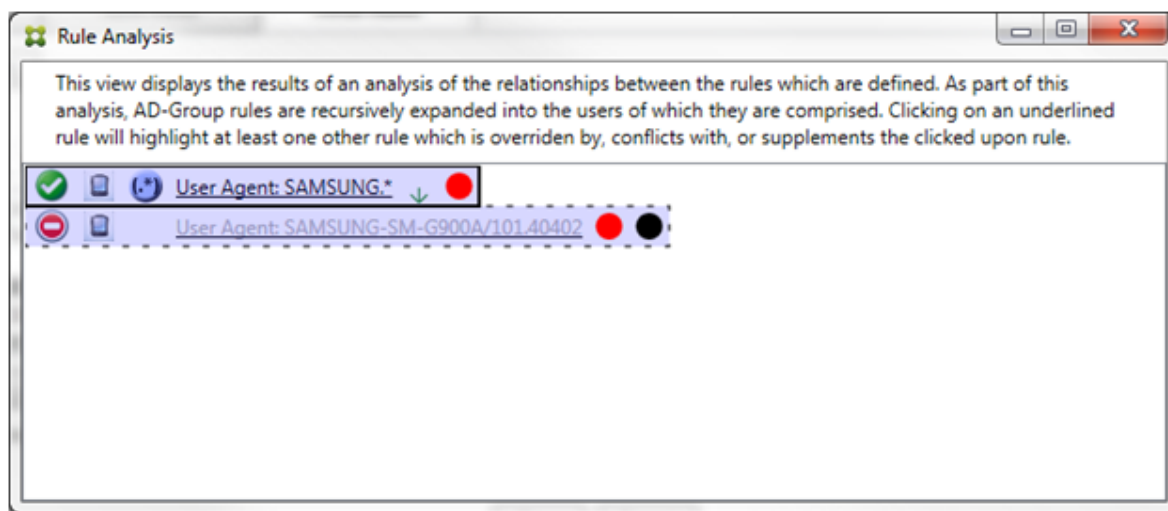 Rule Analysis
This view displays the results of an analysis of the relationships between the rules which are defined. As part of this
analysis, AD-Group rules are recursively expanded into the users of which they are comprised. Clicking on an underlined
rule will highlight at least one other rule which is overriden by, conflicts with, or supplements the clicked upon rule.
(.*) User Agent: SAMSUNG.*
User Agent: SAMSUNG-SM-G900A/101.40402